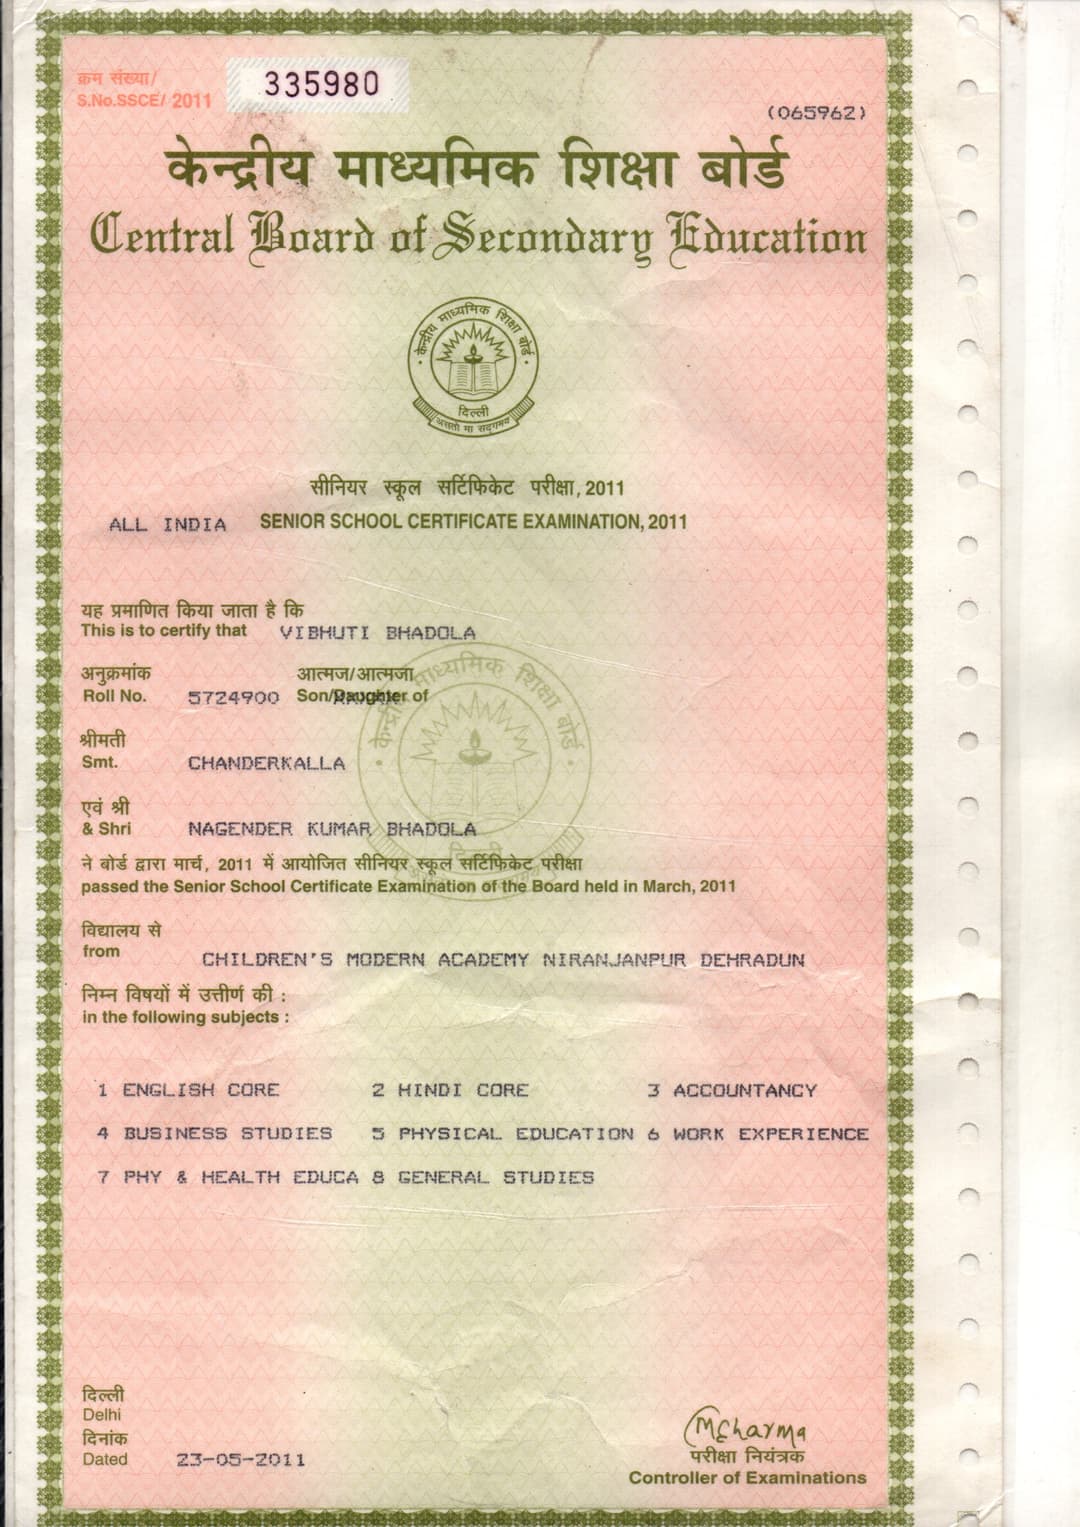 क्रम संख्या/
S.No.SSCE/ 2011 335980
(065962)
केन्द्रीय माध्यमिक शिक्षा बोर्ड
Central Board of Secondary Education
केन्द्रीय माध्यमिक शिक्षा बोर्ड
दिल्ली
असतो मा सद्गमय
सीनियर स्कूल सर्टिफिकेट परीक्षा, 2011
ALL INDIA SENIOR SCHOOL CERTIFICATE EXAMINATION, 2011
यह प्रमाणित किया जाता है कि
This is to certify that VIBHUTI BHADOLA
अनुक्रमांक आत्मज/आत्मजा
Roll No. 5724900 Son/Daughter of
केन्द्रीय माध्यमिक शिक्षा बोर्ड
श्रीमती
Smt. CHANDERKALLA
एवं श्री
& Shri NAGENDER KUMAR BHADOLA
दिल्ली
ने बोर्ड द्वारा मार्च, 2011 में आयोजित सीनियर स्कूल सर्टिफिकेट परीक्षा
passed the Senior School Certificate Examination of the Board held in March, 2011
विद्यालय से
from CHILDREN'S MODERN ACADEMY NIRANJANPUR DEHRADUN
निम्न विषयों में उत्तीर्ण की :
in the following subjects :
1 ENGLISH CORE 2 HINDI CORE 3 ACCOUNTANCY
4 BUSINESS STUDIES 5 PHYSICAL EDUCATION 6 WORK EXPERIENCE
7 PHY & HEALTH EDUCA 8 GENERAL STUDIES
दिल्ली
Delhi
दिनांक
Dated 23-05-2011
MSharma
परीक्षा नियंत्रक
Controller of Examinations